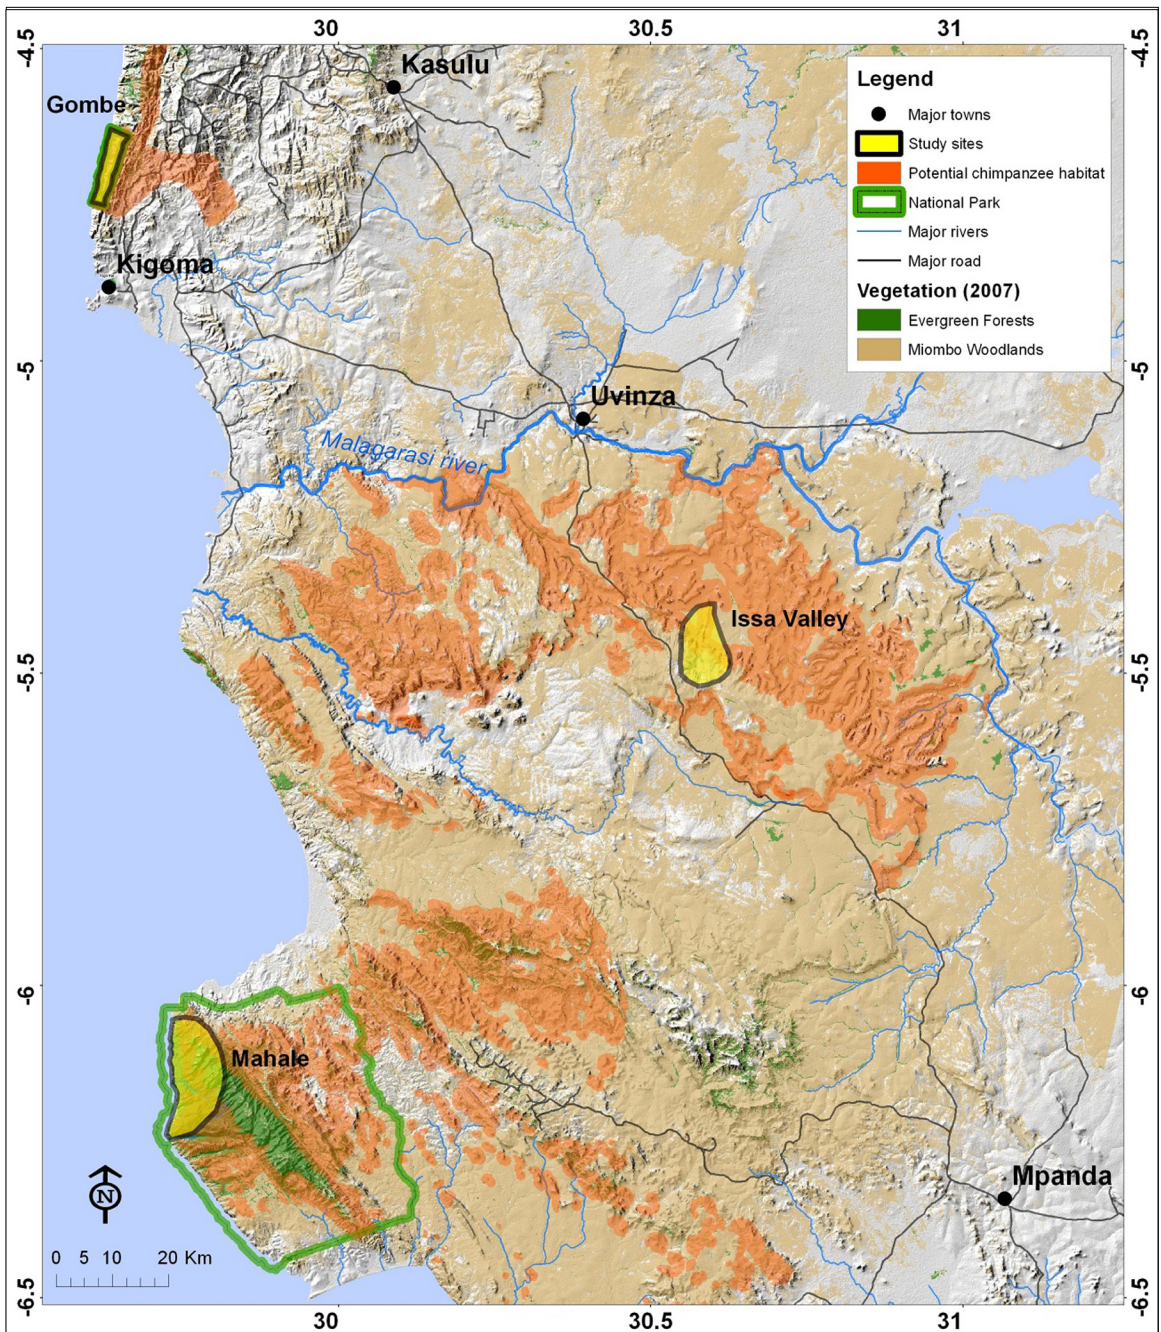 30 30.5 31
-4.5 -4.5
Kasulu
Gombe
Legend
Major towns
Study sites
Potential chimpanzee habitat
National Park
Major rivers
Major road
Vegetation (2007)
Evergreen Forests
Miombo Woodlands
Kigoma
-5 -5
Uvinza
Malagarasi river
Issa Valley
-5.5 -5.5
-6 -6
Mahale
N
Mpanda
0 5 10 20 Km
-6.5 -6.5
30 30.5 31